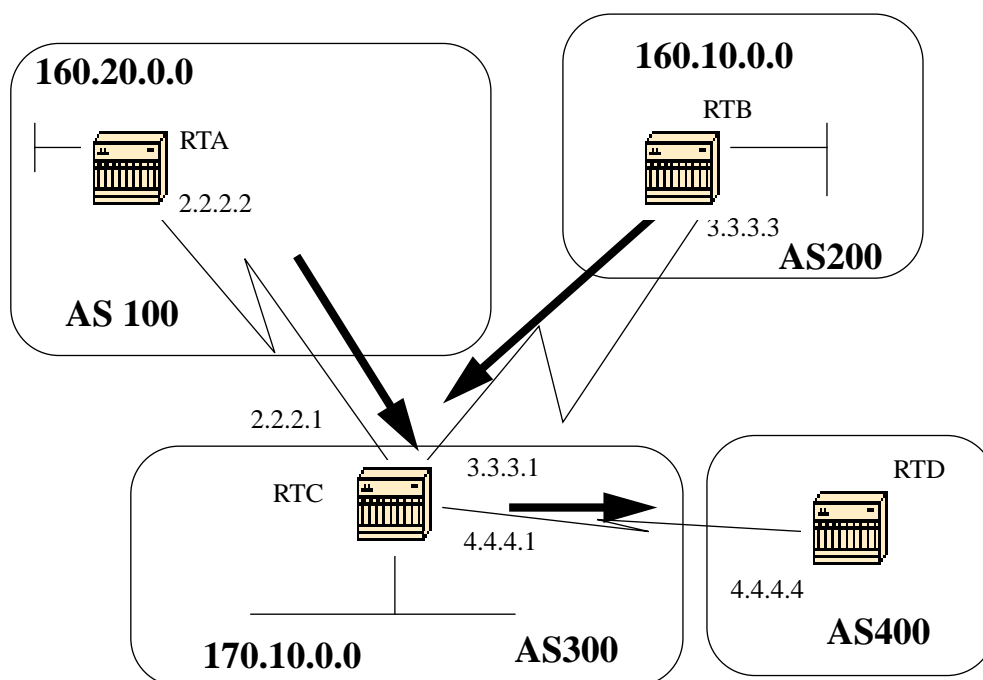 160.20.0.0
RTA
2.2.2.2
AS 100
160.10.0.0
RTB
3.3.3.3
AS200
2.2.2.1
RTC
3.3.3.1
4.4.4.1
170.10.0.0
AS300
RTD
4.4.4.4
AS400